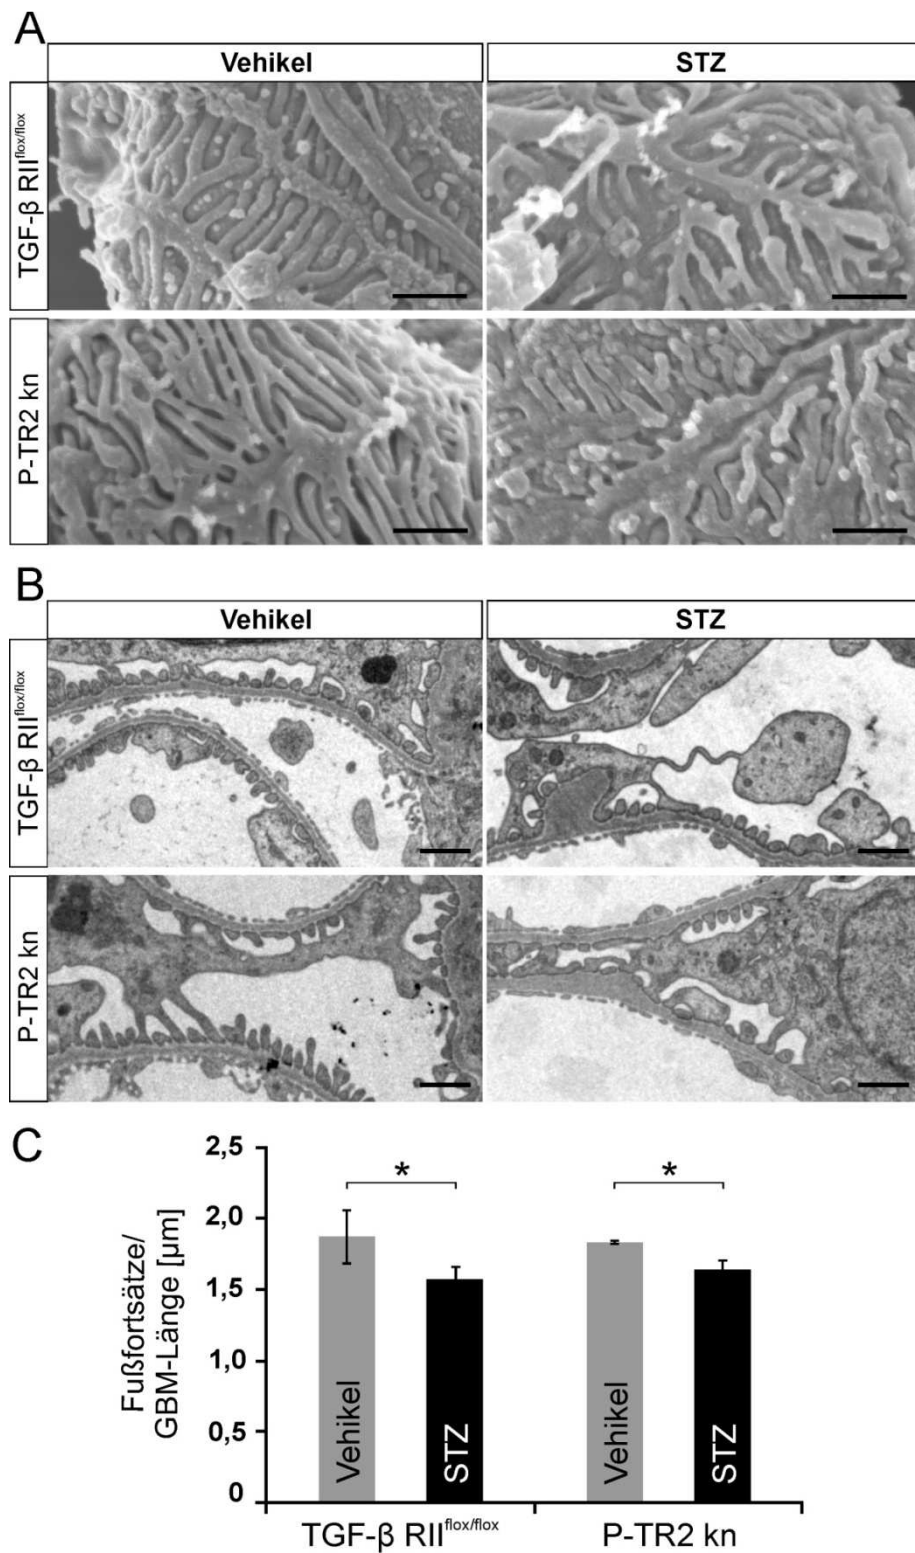 A
Vehikel STZ
TGF-β RII flox/flox
P-TR2 kn
B
Vehikel STZ
TGF-β RII flox/flox
P-TR2 kn
C
Fußfortsätze/
GBM-Länge [µm]
2,5
2,0
1,5
1,0
0,5
0
* *
Vehikel STZ Vehikel STZ
TGF-β RII flox/flox P-TR2 kn